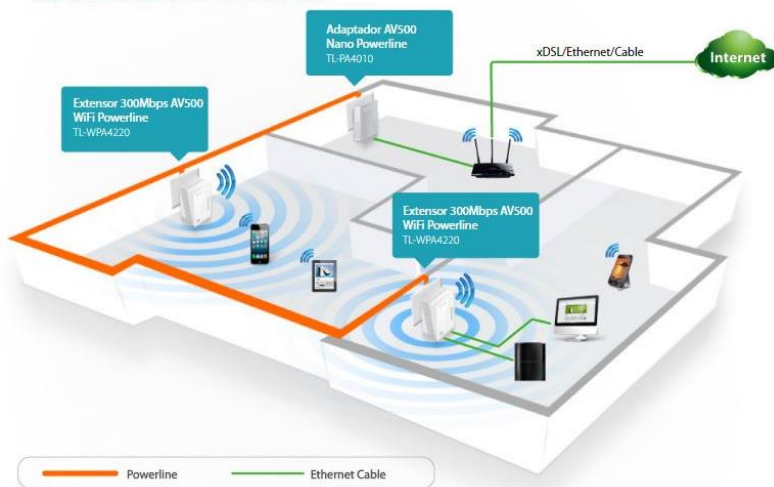 Adaptador AV500
Nano Powerline
TL-PA4010
xDSL/Ethernet/Cable
Internet
Extensor 300Mbps AV500
WiFi Powerline
TL-WPA4220
Extensor 300Mbps AV500
WiFi Powerline
TL-WPA4220
Powerline
Ethernet Cable